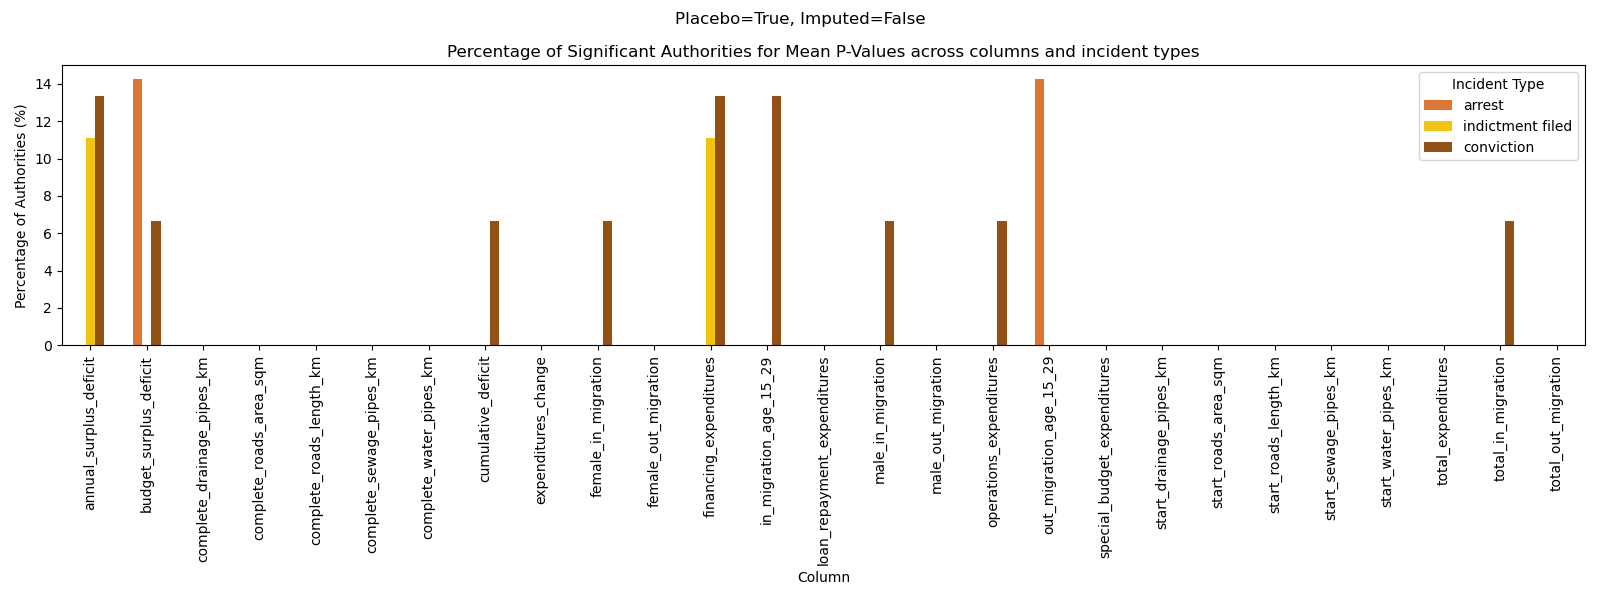 Placebo=True, Imputed=False
Percentage of Significant Authorities for Mean P-Values across columns and incident types
Percentage of Authorities (%)
14
12
10
8
6
4
2
0
Incident Type
arrest
indictment filed
conviction
annual_surplus_deficit
budget_surplus_deficit
complete_drainage_pipes_km
complete_roads_area_sqm
complete_roads_length_km
complete_sewage_pipes_km
complete_water_pipes_km
cumulative_deficit
expenditures_change
female_in_migration
female_out_migration
financing_expenditures
in_migration_age_15_29
loan_repayment_expenditures
male_in_migration
male_out_migration
operations_expenditures
out_migration_age_15_29
special_budget_expenditures
start_drainage_pipes_km
start_roads_area_sqm
start_roads_length_km
start_sewage_pipes_km
start_water_pipes_km
total_expenditures
total_in_migration
total_out_migration
Column